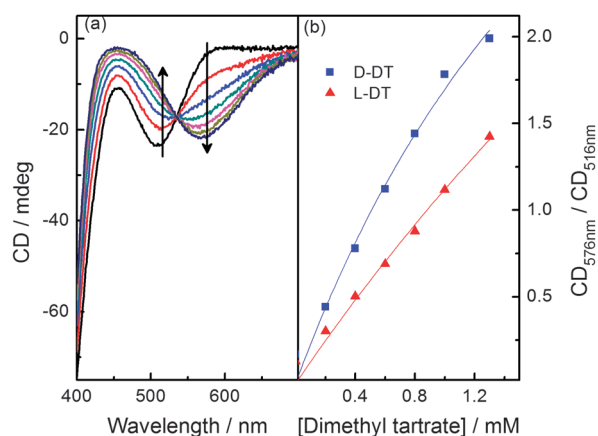 (a)
(b)
0
-20
-40
-60
CD / mdeg
400
500
600
Wavelength / nm
D-DT
L-DT
2.0
1.5
1.0
0.5
CD576nm / CD516nm
0.4
0.8
1.2
[Dimethyl tartrate] / mM